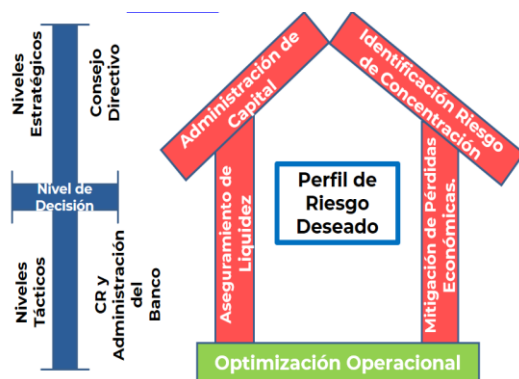 Niveles
Estratégicos
Consejo
Directivo
Nivel de
Decisión
Niveles
Tácticos
CR y
Administración
del
Banco
Administración de
Capital
Identificación Riesgo
de Concentración
Aseguramiento de
Liquidez
Perfil de
Riesgo
Deseado
Mitigación de Pérdidas
Económicas.
Optimización Operacional